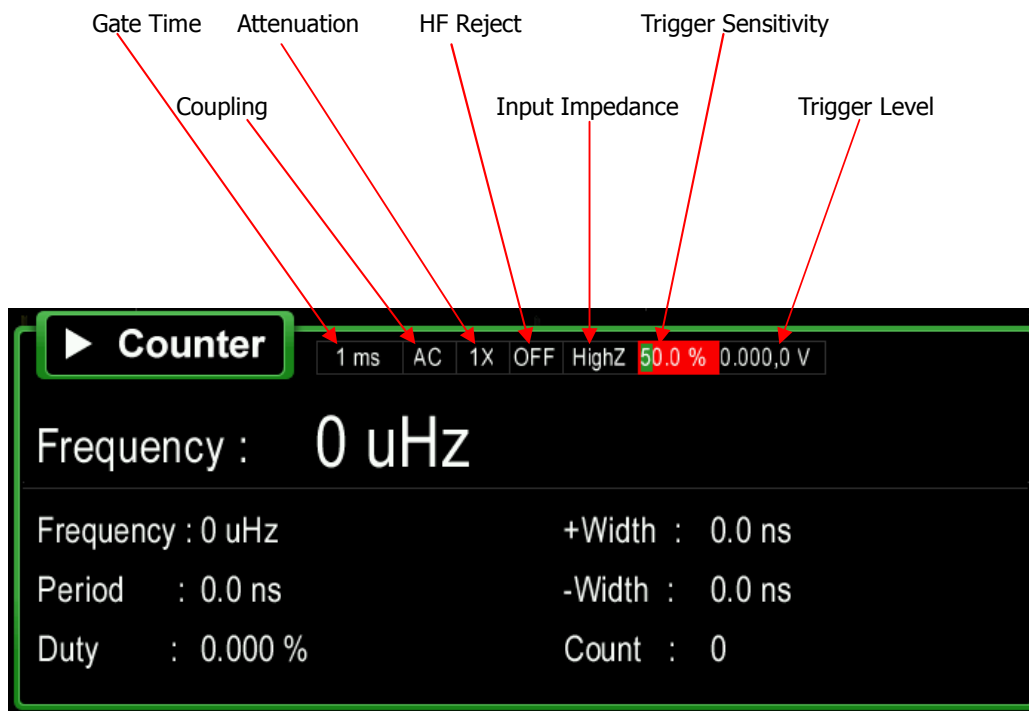 Gate Time Attenuation HF Reject Trigger Sensitivity
Coupling Input Impedance Trigger Level
Counter
1 ms AC 1X OFF HighZ 50.0 % 0.000,0 V
Frequency : 0 uHz
Frequency : 0 uHz +Width : 0.0 ns
Period : 0.0 ns -Width : 0.0 ns
Duty : 0.000 % Count : 0